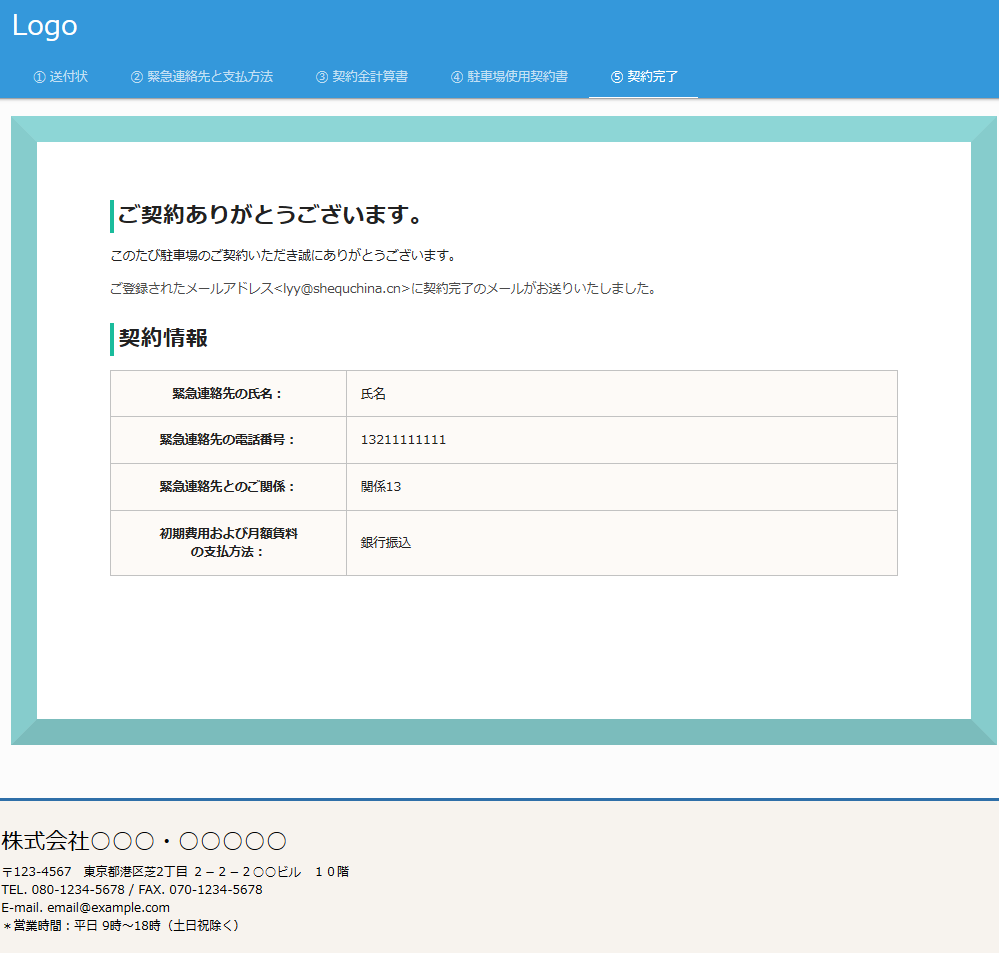 Logo
① 送付状
② 緊急連絡先と支払方法
③ 契約金計算書
④ 駐車場使用契約書
⑤ 契約完了
ご契約ありがとうございます。
このたび駐車場のご契約いただき誠にありがとうございます。
ご登録されたメールアドレス<lyy@shequchina.cn>に契約完了のメールがお送りいたしました。
契約情報
緊急連絡先の氏名：
氏名
緊急連絡先の電話番号：
13211111111
緊急連絡先とのご関係：
関係13
初期費用および月額賃料
の支払方法：
銀行振込
株式会社〇〇〇・〇〇〇〇〇
〒123-4567　東京都港区芝2丁目 ２－２－２〇〇ビル　１０階
TEL. 080-1234-5678 / FAX. 070-1234-5678
E-mail. email@example.com
＊営業時間：平日 9時～18時（土日祝除く）